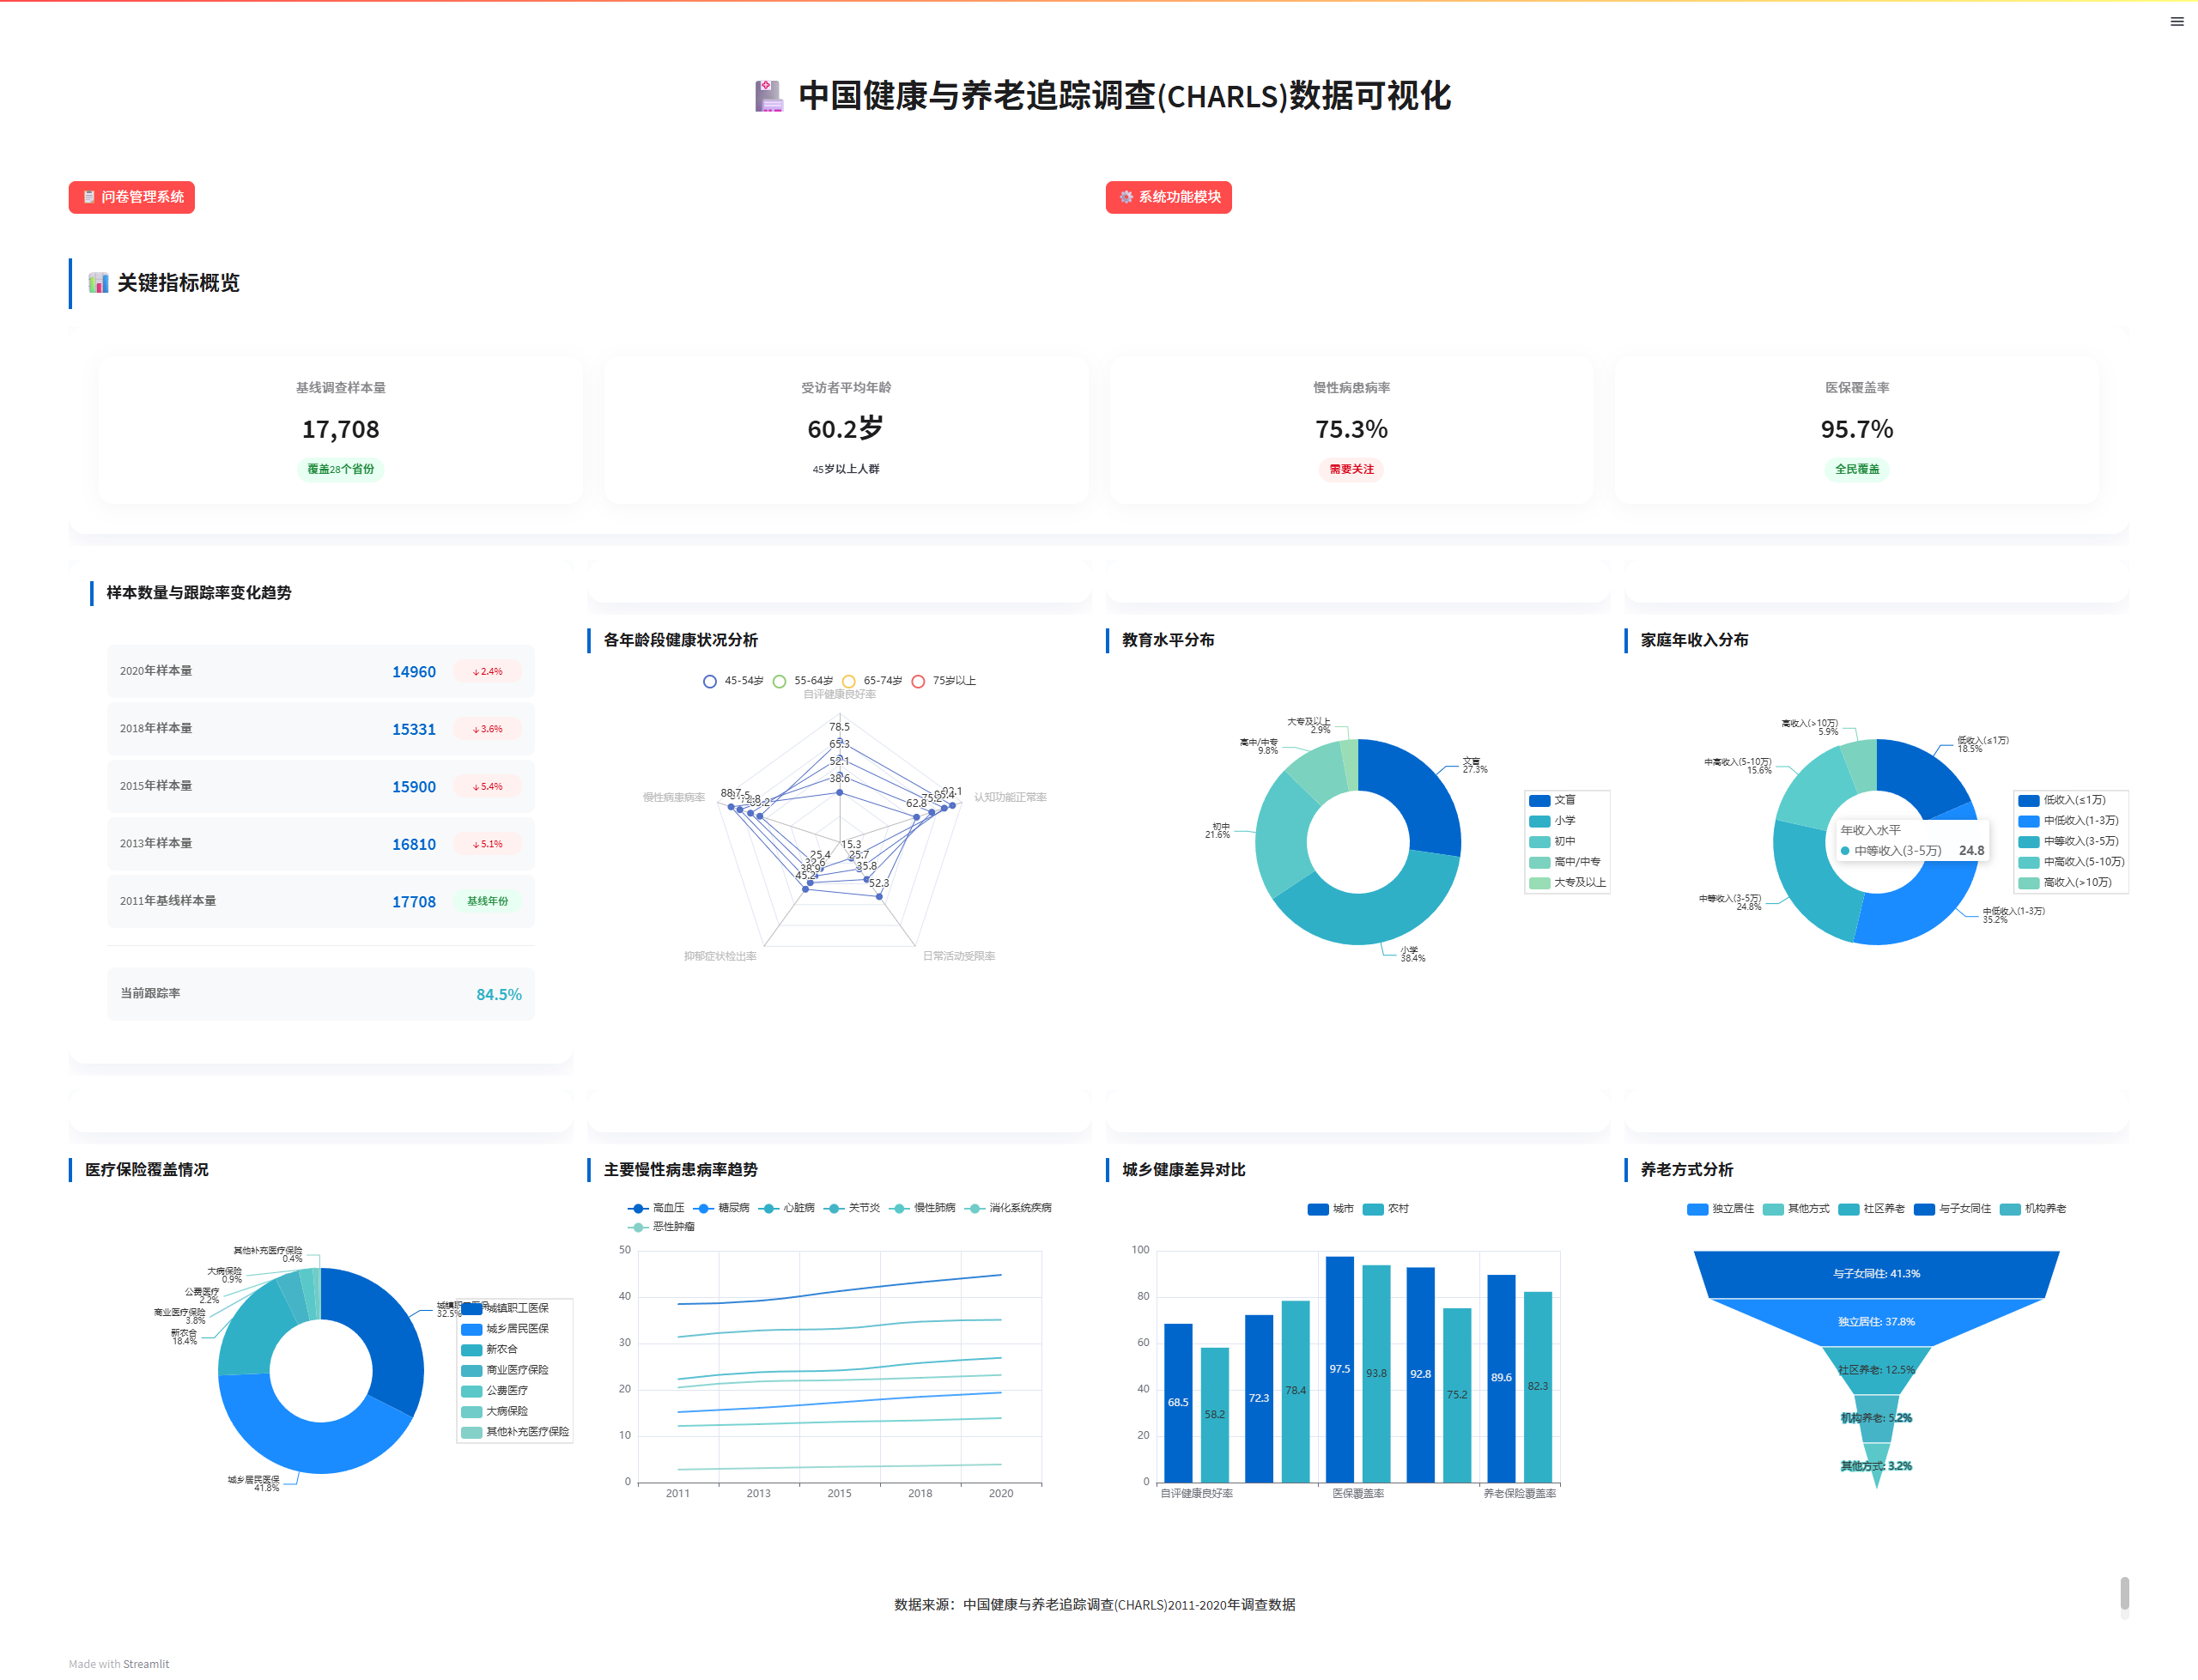 中国健康与养老追踪调查(CHARLS)数据可视化
问卷管理系统
系统功能模块
关键指标概览
基线调查样本量
17,708
覆盖28个省份
受访者平均年龄
60.2岁
45岁以上人群
慢性病患病率
75.3%
需要关注
医保覆盖率
95.7%
全民覆盖
样本数量与跟踪率变化趋势
2020年样本量 14960 ↓2.4%
2018年样本量 15331 ↓3.6%
2015年样本量 15900 ↓5.4%
2013年样本量 16810 ↓5.1%
2011年基线样本量 17708 基线年份
当前跟踪率 84.5%
各年龄段健康状况分析
45-54岁 55-64岁 65-74岁 75岁以上
自评健康良好率
78.5
65.3
52.1
38.6
慢性病患病率
88.7
认知功能正常率
92.1
62.8
15.3
25.7
35.8
52.3
25.4
32.6
45.2
抑郁症状检出率
日常活动受限率
教育水平分布
大专及以上
2.9%
高中/中专
9.8%
文盲
27.3%
初中
21.6%
小学
38.4%
文盲
小学
初中
高中/中专
大专及以上
家庭年收入分布
高收入(>10万)
5.9%
低收入(≤1万)
18.5%
中高收入(5-10万)
15.6%
年收入水平
中等收入(3-5万) 24.8
中等收入(3-5万)
24.8%
中低收入(1-3万)
35.2%
低收入(≤1万)
中低收入(1-3万)
中等收入(3-5万)
中高收入(5-10万)
高收入(>10万)
医疗保险覆盖情况
其他补充医疗保险
0.4%
大病保险
0.9%
公费医疗
2.2%
商业医疗保险
3.8%
新农合
18.4%
32.5%
城乡居民医保
41.8%
城镇职工医保
城乡居民医保
新农合
商业医疗保险
公费医疗
大病保险
其他补充医疗保险
主要慢性病患病率趋势
高血压 糖尿病 心脏病 关节炎 慢性肺病 消化系统疾病
恶性肿瘤
50
40
30
20
10
0
2011 2013 2015 2018 2020
城乡健康差异对比
城市 农村
100
80
60
40
20
0
68.5 58.2 72.3 78.4 97.5 93.8 92.8 75.2 89.6 82.3
自评健康良好率 医保覆盖率 养老保险覆盖率
养老方式分析
独立居住 其他方式 社区养老 与子女同住 机构养老
与子女同住: 41.3%
独立居住: 37.8%
社区养老: 12.5%
机构养老: 5.2%
其他方式: 3.2%
数据来源：中国健康与养老追踪调查(CHARLS)2011-2020年调查数据
Made with Streamlit